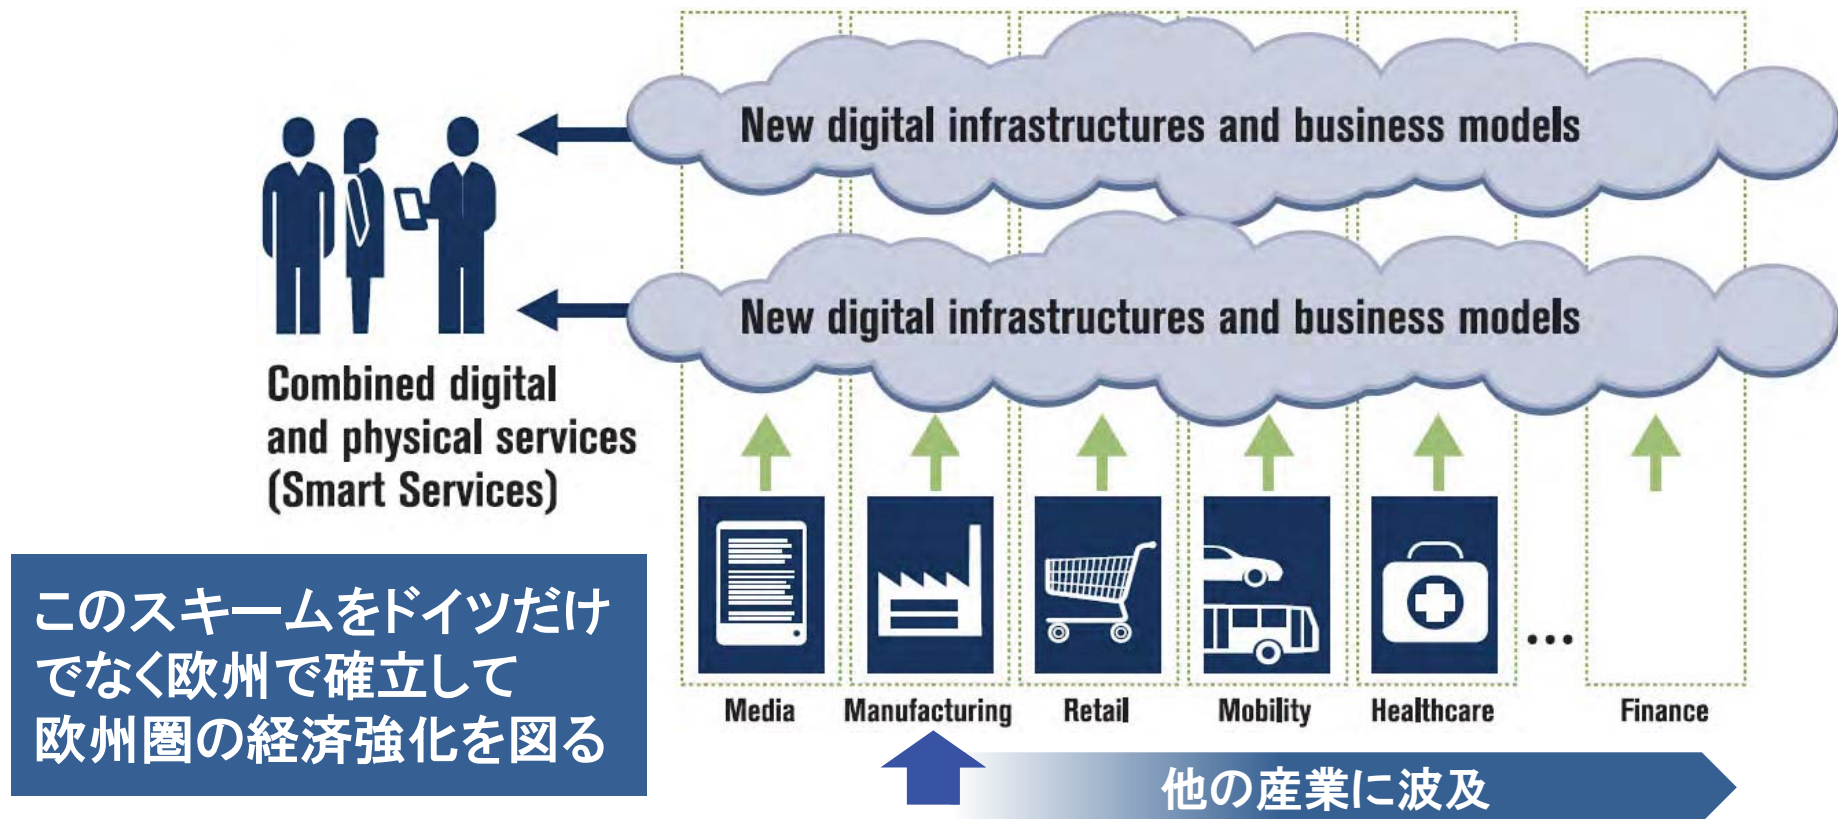 New digital infrastructures and business models
New digital infrastructures and business models
Combined digital
and physical services
(Smart Services)
このスキームをドイツだけ
でなく欧州で確立して
欧州圏の経済強化を図る
...
Media
Manufacturing
Retail
Mobility
Healthcare
Finance
他の産業に波及